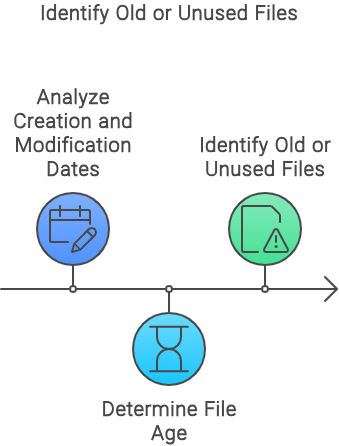 Identify Old or Unused Files
Analyze
Creation and
Modification
Dates
Identify Old or
Unused Files
Determine File
Age